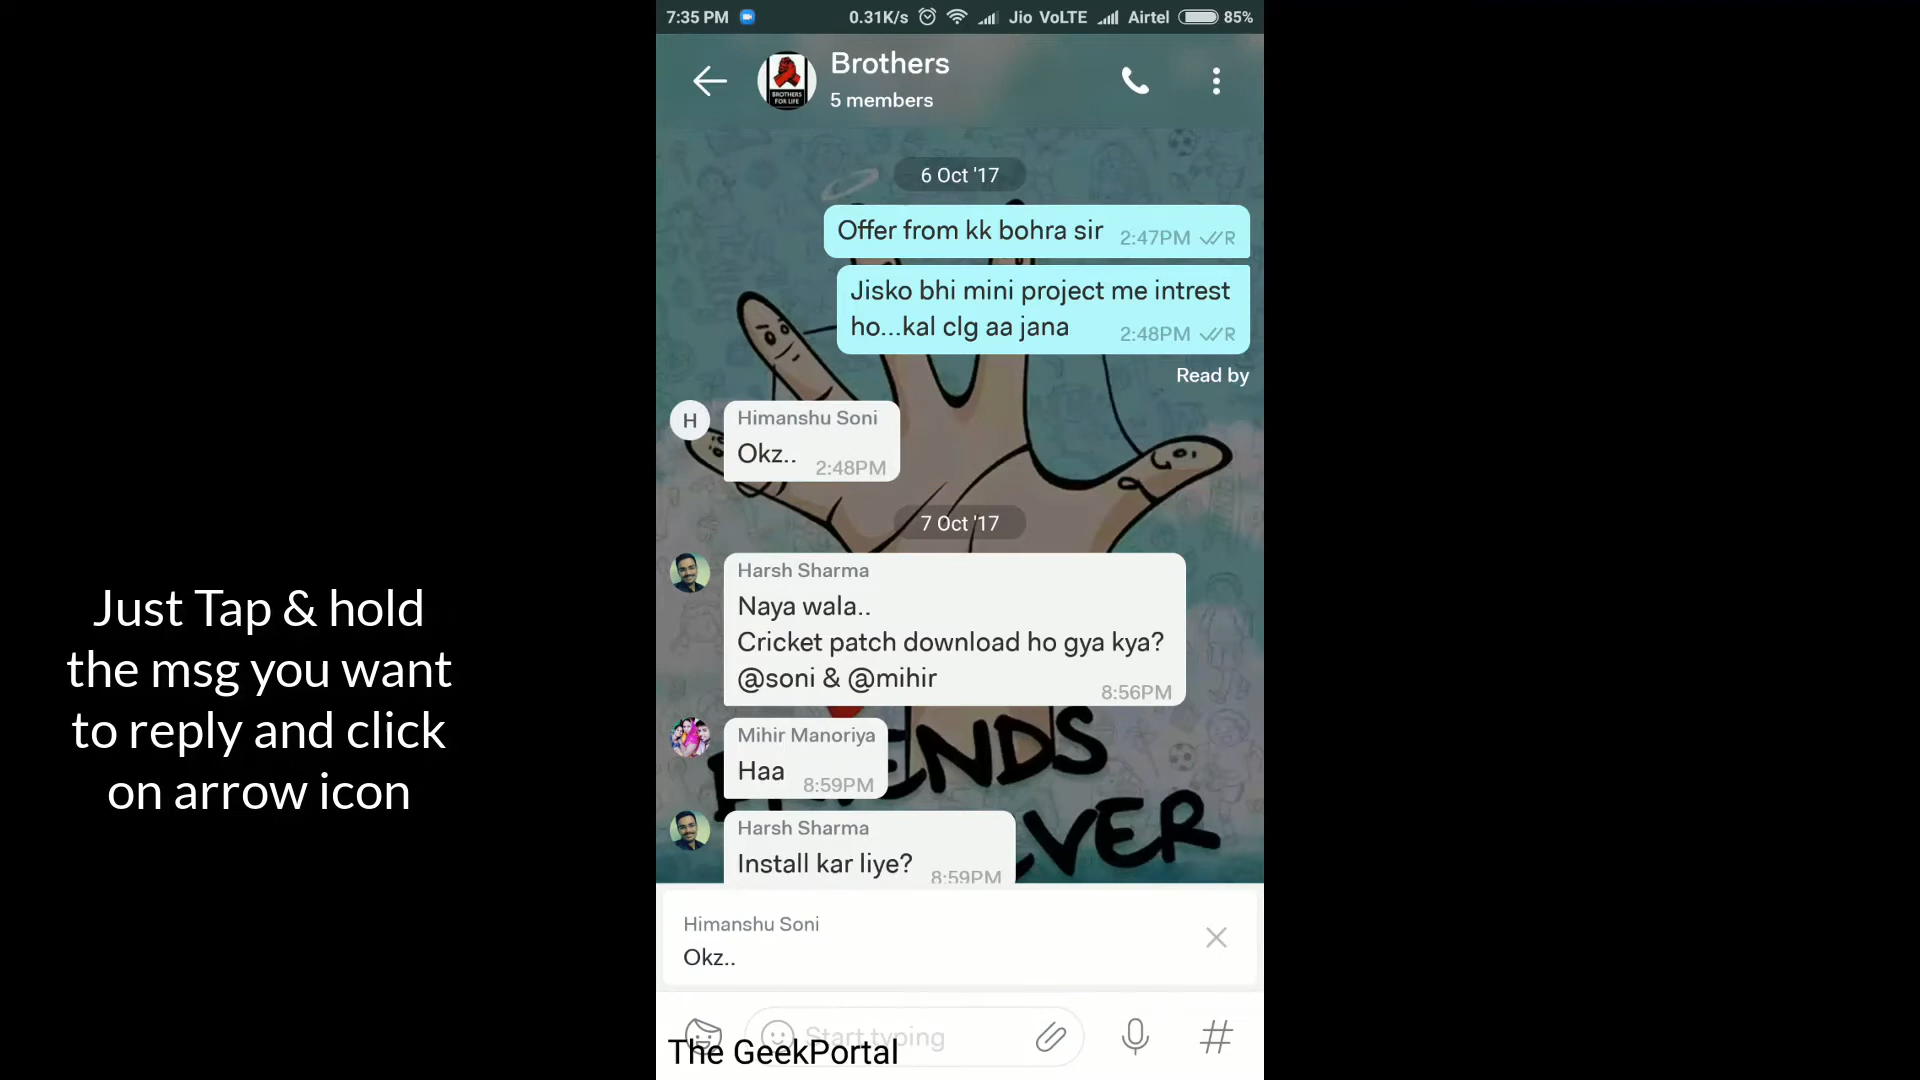 7:35 PM 0.31K/s Jio VoLTE Airtel 85%
BROTHERS
FOR LIFE
Brothers
5 members
6 Oct '17
Offer from kk bohra sir 2:47PM R
Jisko bhi mini project me intrest
ho...kal clg aa jana 2:48PM R
Read by
H
Himanshu Soni
Okz.. 2:48PM
7 Oct '17
Harsh Sharma
Naya wala..
Cricket patch download ho gya kya?
@soni & @mihir 8:56PM
Mihir Manoriya
Haa 8:59PM
Harsh Sharma
Install kar liye? 8:59PM
Himanshu Soni
Okz..
Start typing
#
The GeekPortal
Just Tap & hold
the msg you want
to reply and click
on arrow icon